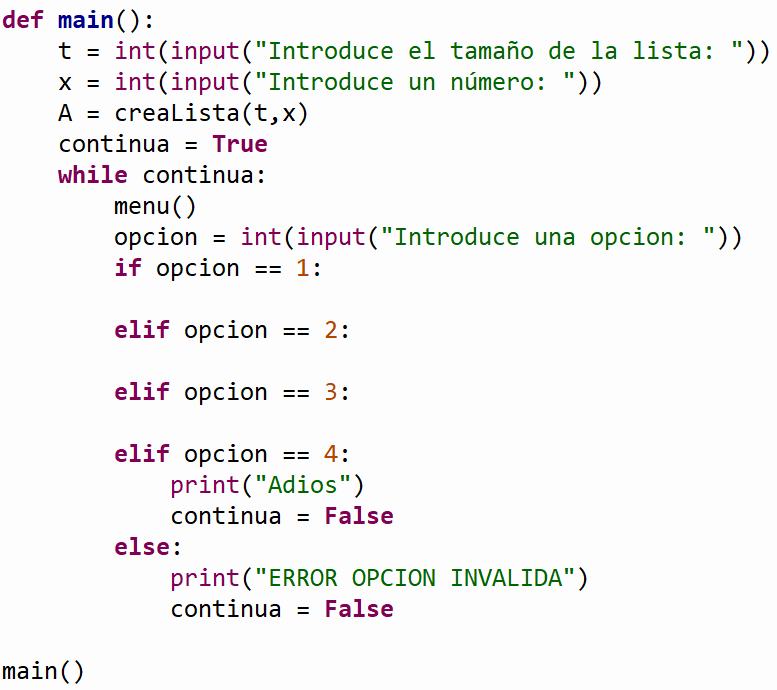 def main():
    t = int(input("Introduce el tamaño de la lista: "))
    x = int(input("Introduce un número: "))
    A = creaLista(t,x)
    continua = True
    while continua:
        menu()
        opcion = int(input("Introduce una opcion: "))
        if opcion == 1:
        elif opcion == 2:
        elif opcion == 3:
        elif opcion == 4:
            print("Adios")
            continua = False
        else:
            print("ERROR OPCION INVALIDA")
            continua = False
main()